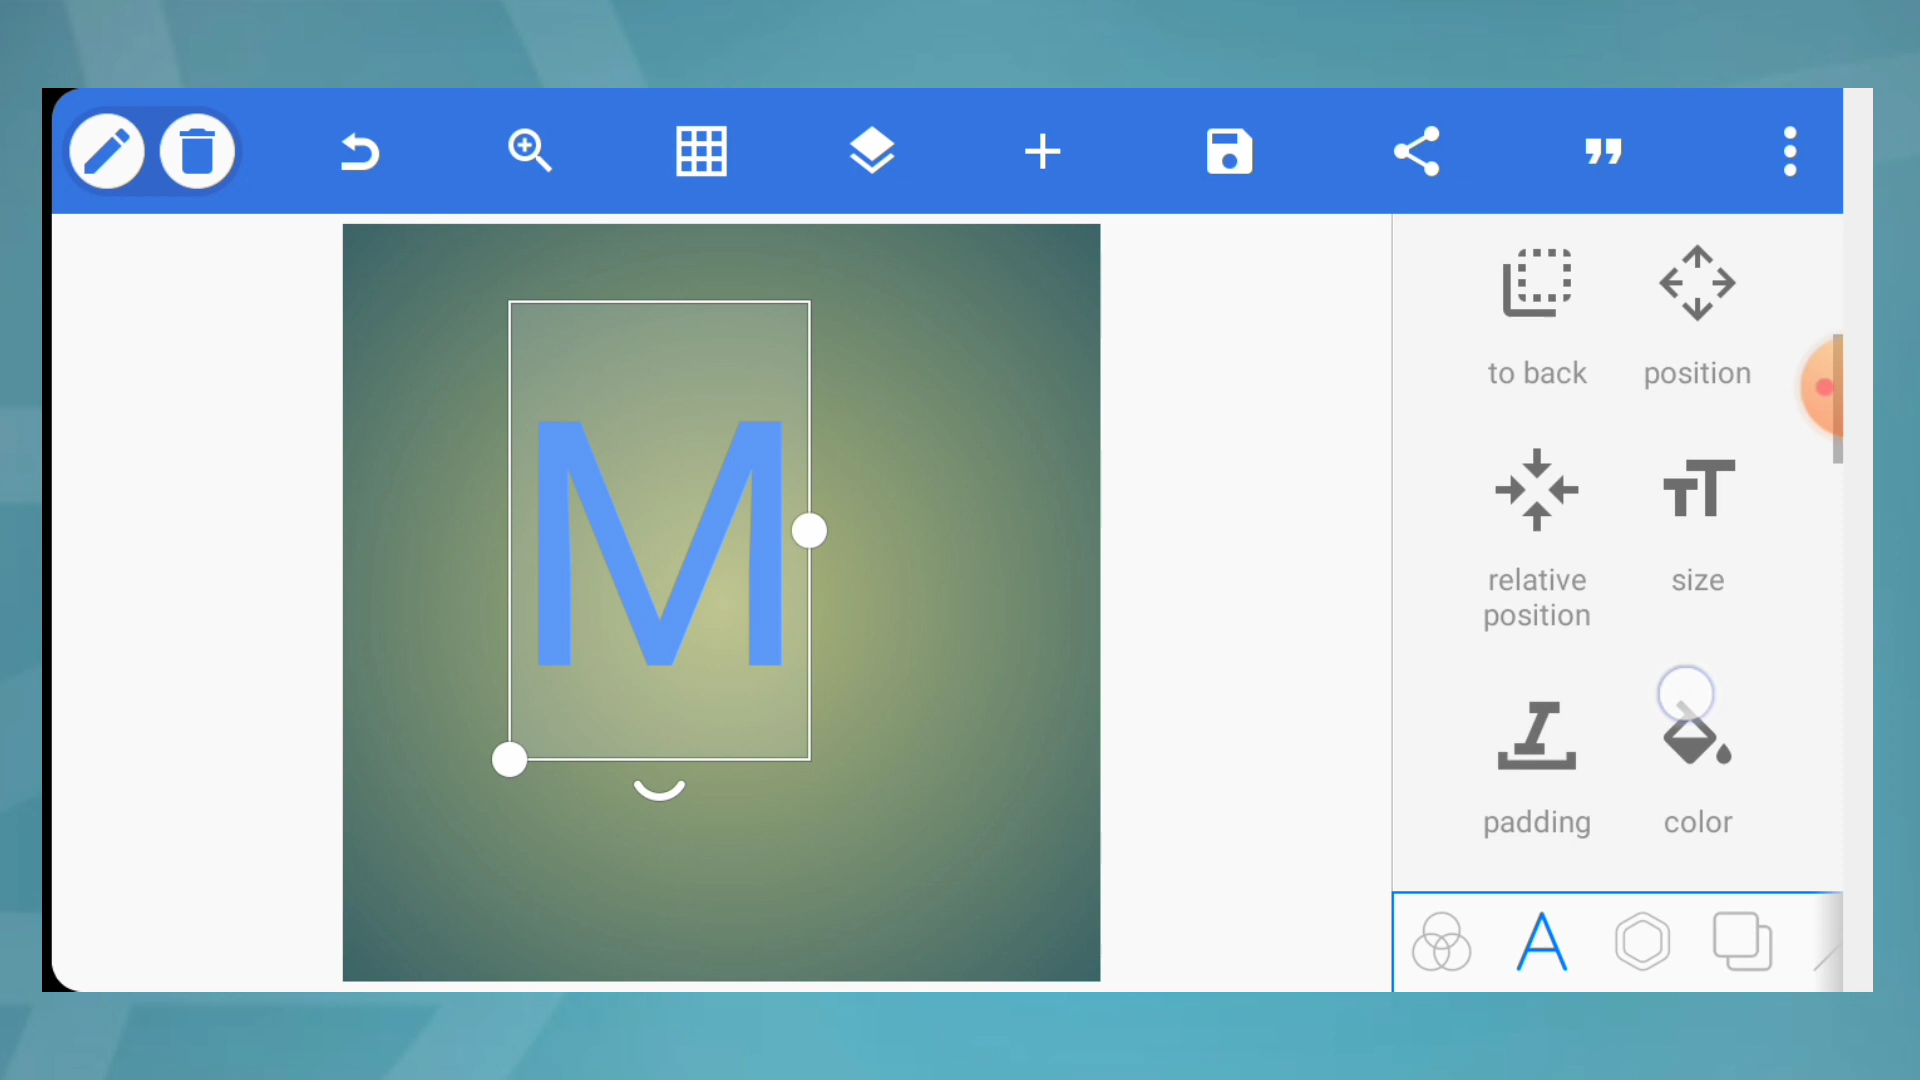 to back
position
M
relative
position
size
padding
color